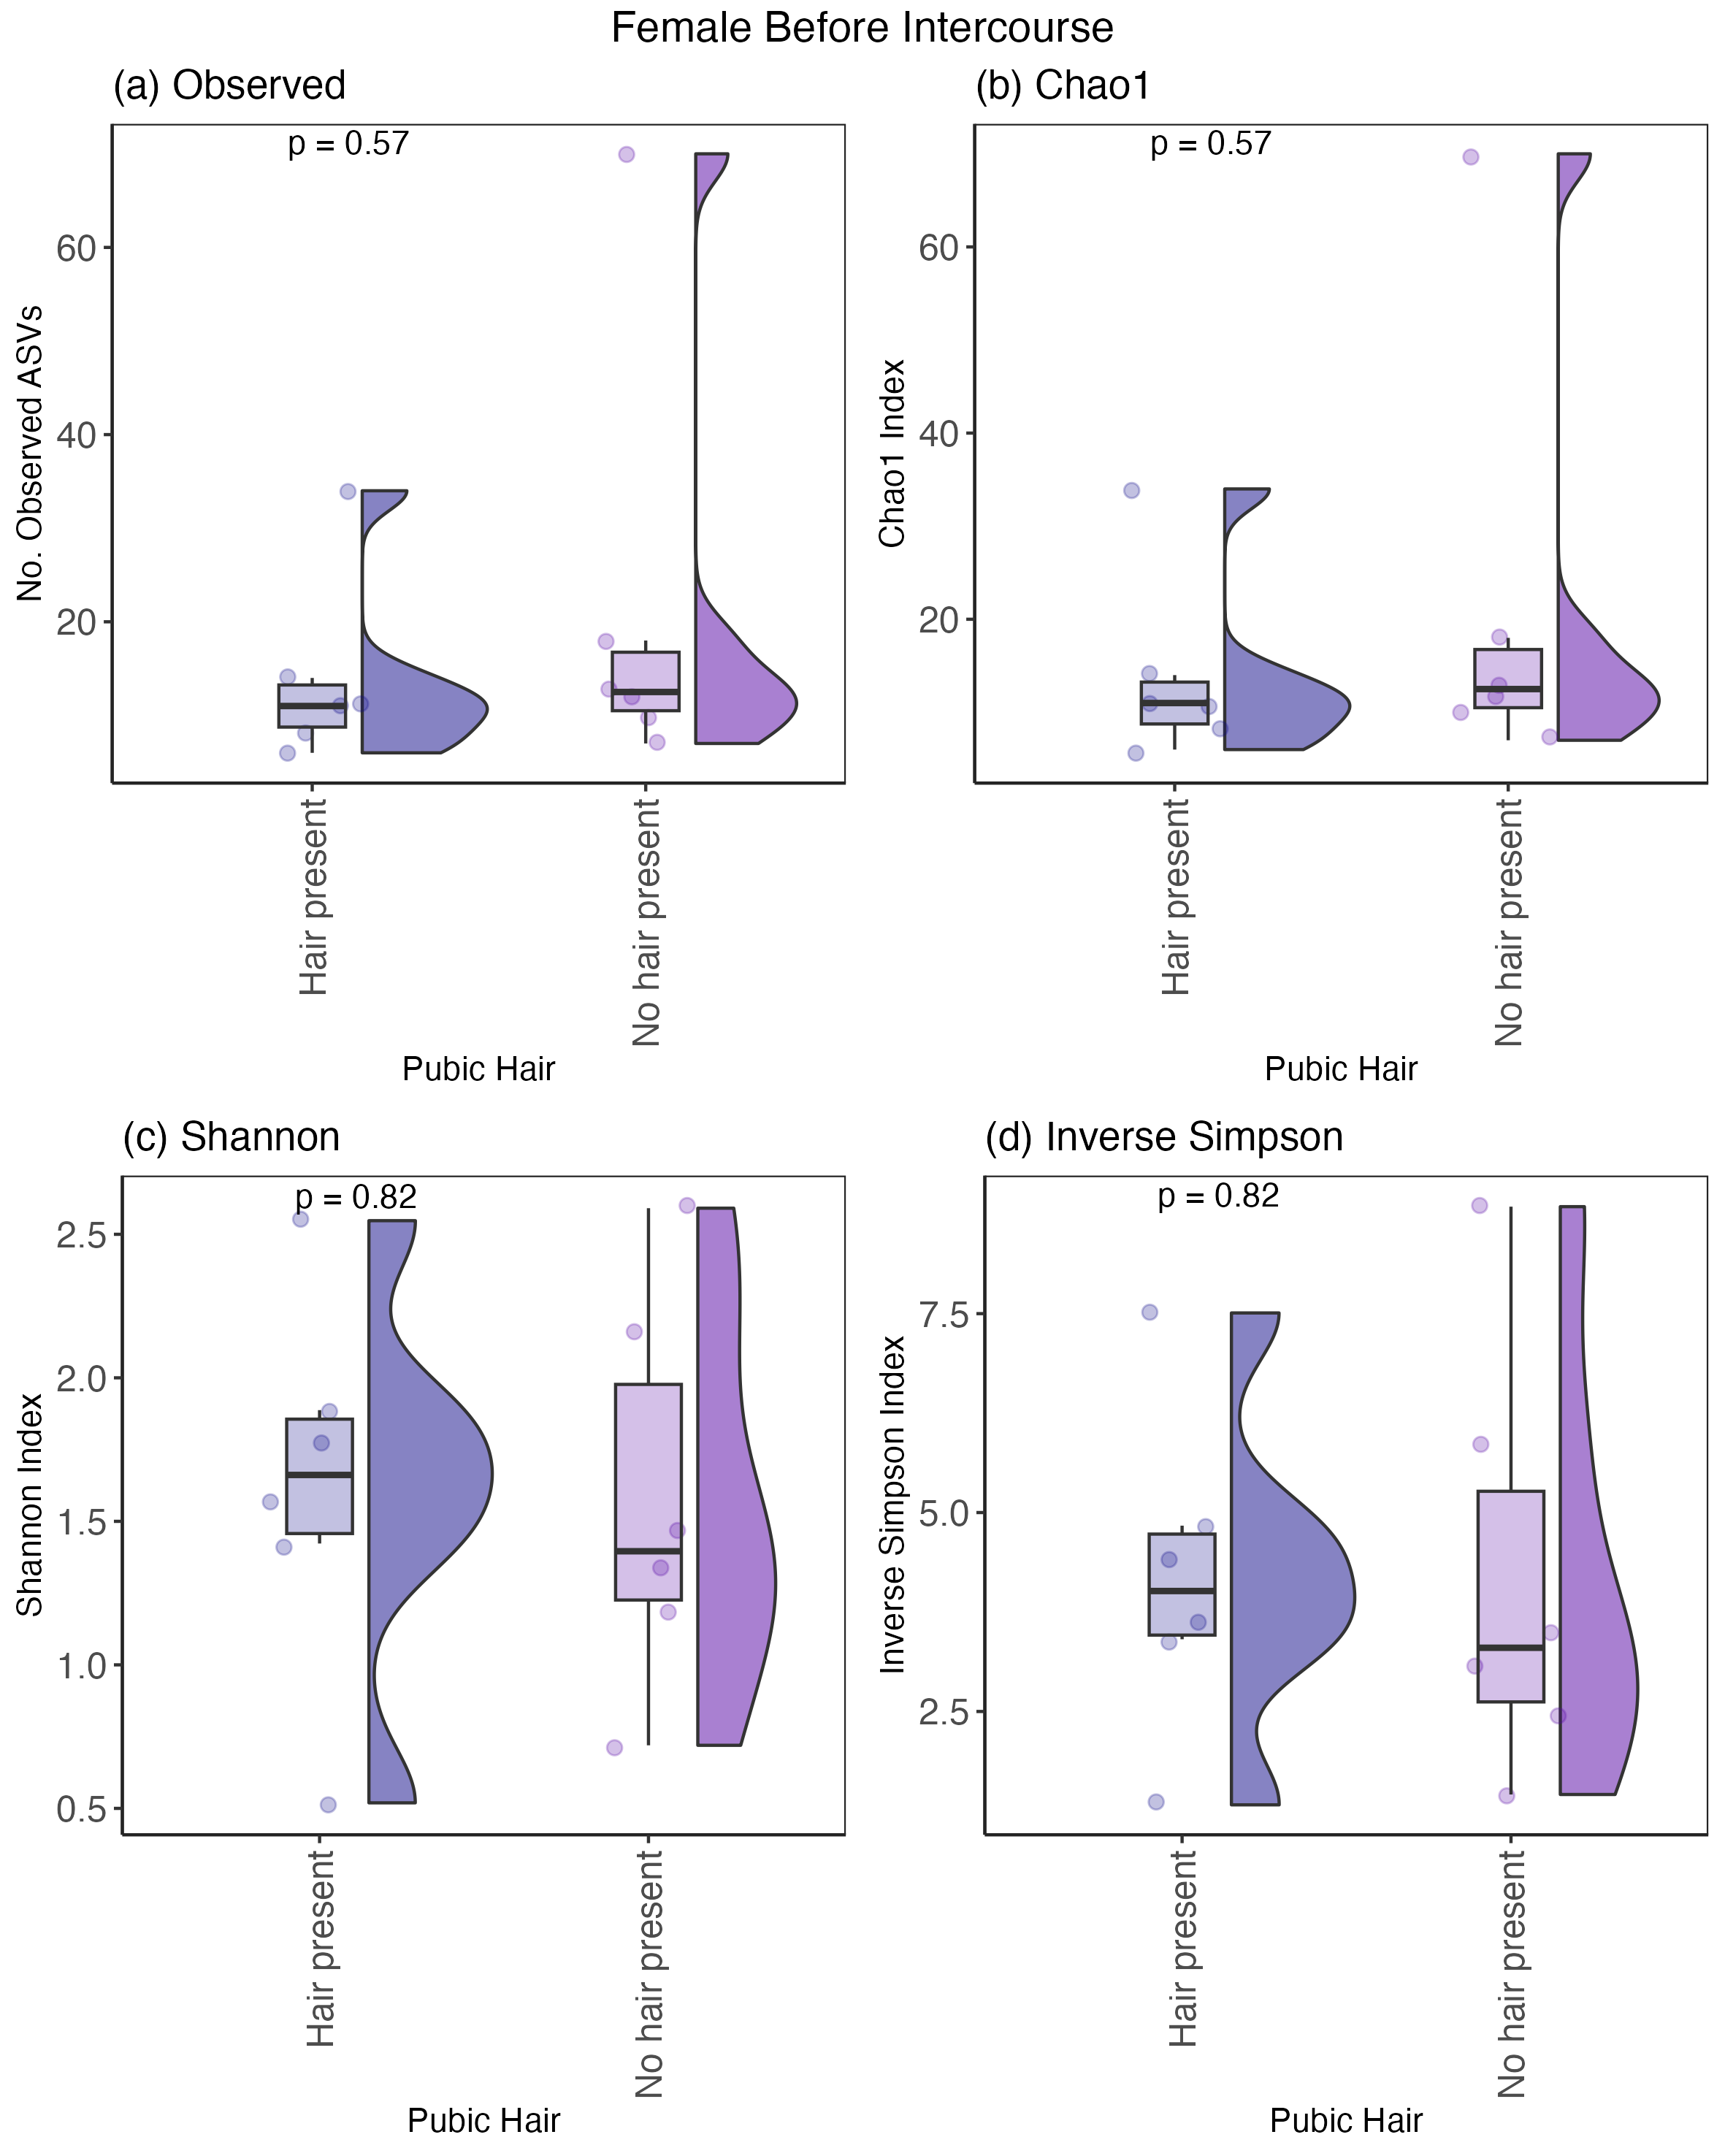 Female Before Intercourse
(a) Observed
p = 0.57
No. Observed ASVs
60
40
20
Hair present
No hair present
Pubic Hair
(b) Chao1
p = 0.57
Chao1 Index
60
40
20
Hair present
No hair present
Pubic Hair
(c) Shannon
p = 0.82
Shannon Index
2.5
2.0
1.5
1.0
0.5
Hair present
No hair present
Pubic Hair
(d) Inverse Simpson
p = 0.82
Inverse Simpson Index
7.5
5.0
2.5
Hair present
No hair present
Pubic Hair